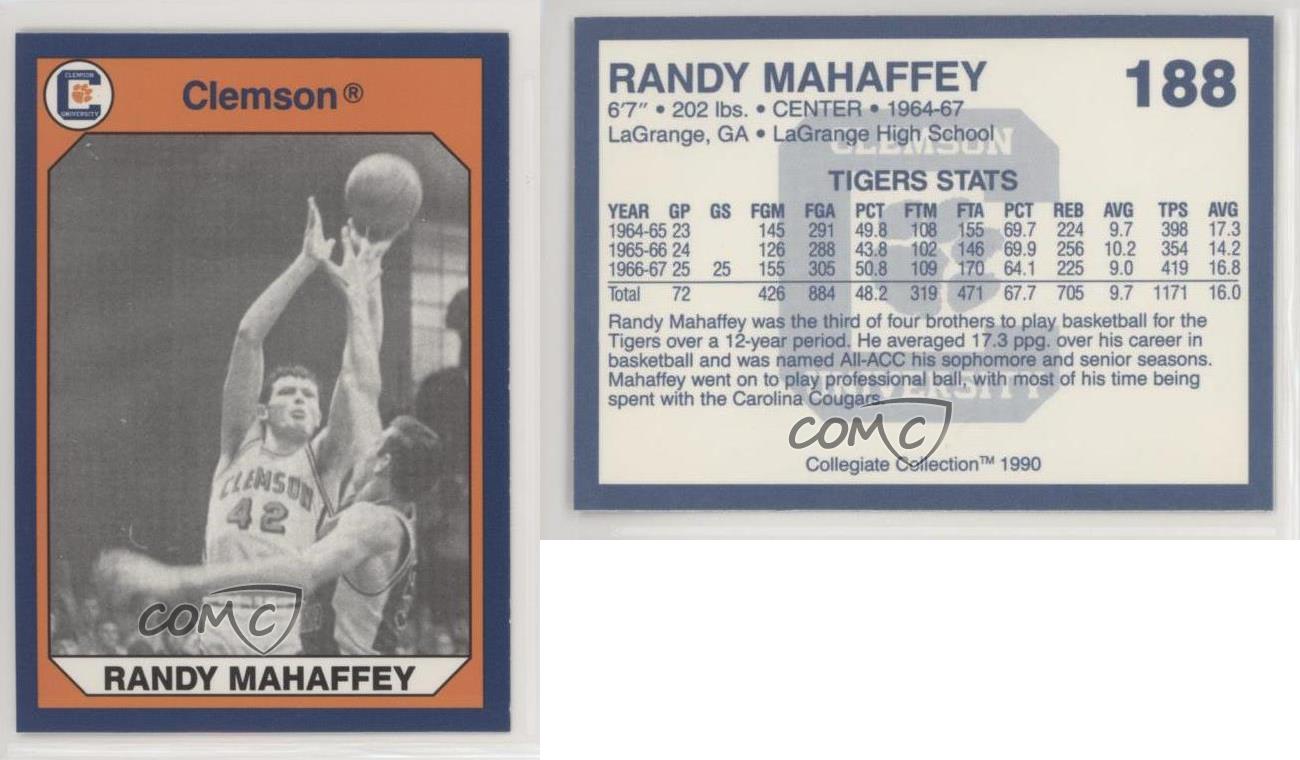 CLEMSON
UNIVERSITY
Clemson®
CLEMSON
42
COMC
RANDY MAHAFFEY
RANDY MAHAFFEY 188
6'7" • 202 lbs. • CENTER • 1964-67
LaGrange, GA • LaGrange High School
CLEMSON
TIGERS STATS
YEAR GP GS FGM FGA PCT FTM FTA PCT REB AVG TPS AVG
1964-65 23 145 291 49.8 108 155 69.7 224 9.7 398 17.3
1965-66 24 126 288 43.8 102 146 69.9 256 10.2 354 14.2
1966-67 25 25 155 305 50.8 109 170 64.1 225 9.0 419 16.8
Total 72 426 884 48.2 319 471 67.7 705 9.7 1171 16.0
Randy Mahaffey was the third of four brothers to play basketball for the
Tigers over a 12-year period. He averaged 17.3 ppg. over his career in
basketball and was named All-ACC his sophomore and senior seasons.
Mahaffey went on to play professional ball, with most of his time being
spent with the Carolina Cougars.
UNIVERSITY
COMC
Collegiate Collection™ 1990